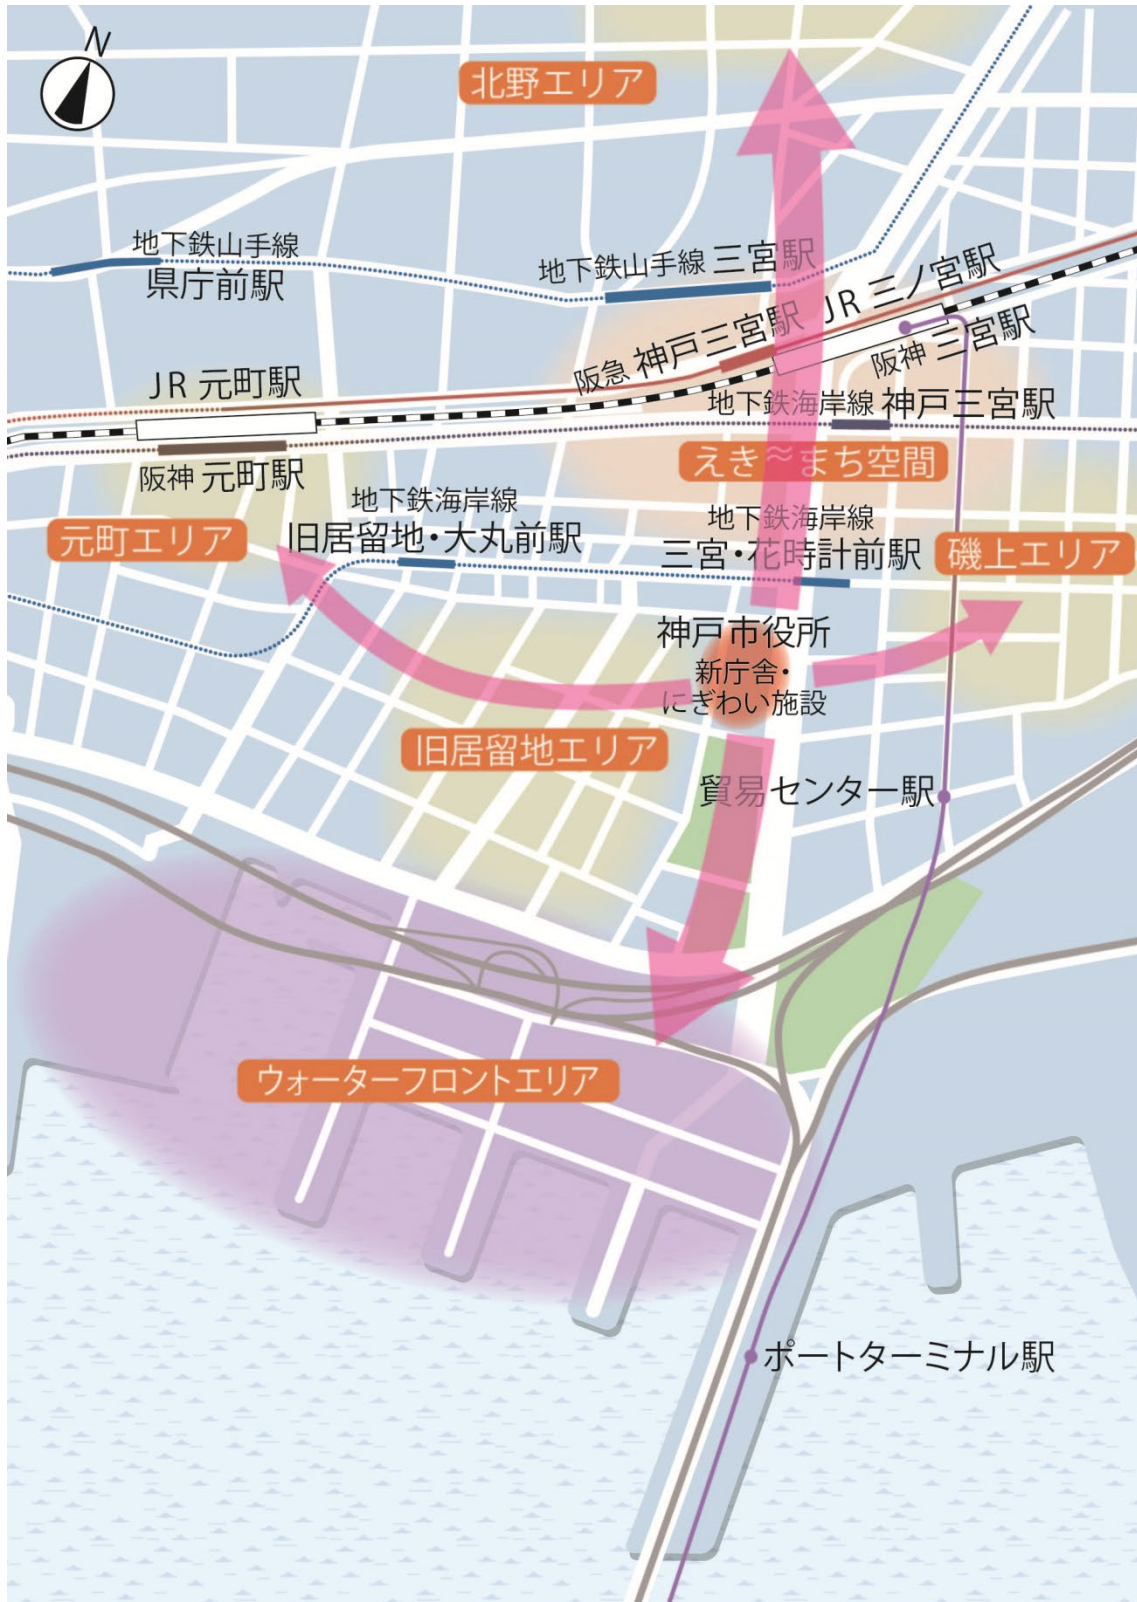 N
北野エリア
地下鉄山手線
県庁前駅
地下鉄山手線 三宮駅
JR 三ノ宮駅
阪急 神戸三宮駅
阪神 三宮駅
JR 元町駅
地下鉄海岸線 神戸三宮駅
えき≈まち空間
阪神 元町駅
地下鉄海岸線
旧居留地・大丸前駅
地下鉄海岸線
三宮・花時計前駅
元町エリア
磯上エリア
神戸市役所
新庁舎・
にぎわい施設
旧居留地エリア
貿易センター駅
ウォーターフロントエリア
ポートターミナル駅